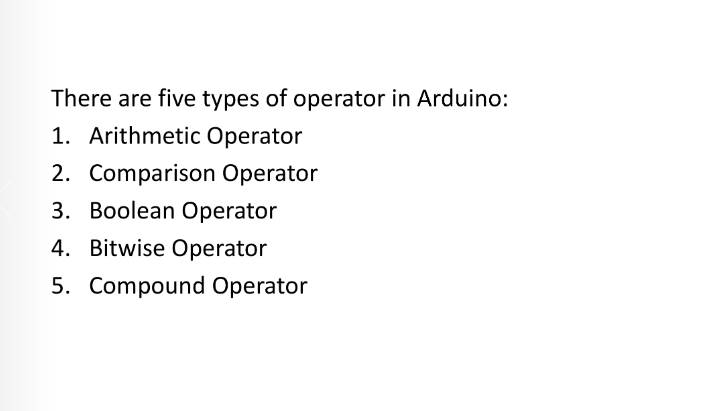 There are five types of operator in Arduino:
1. Arithmetic Operator
2. Comparison Operator
3. Boolean Operator
4. Bitwise Operator
5. Compound Operator